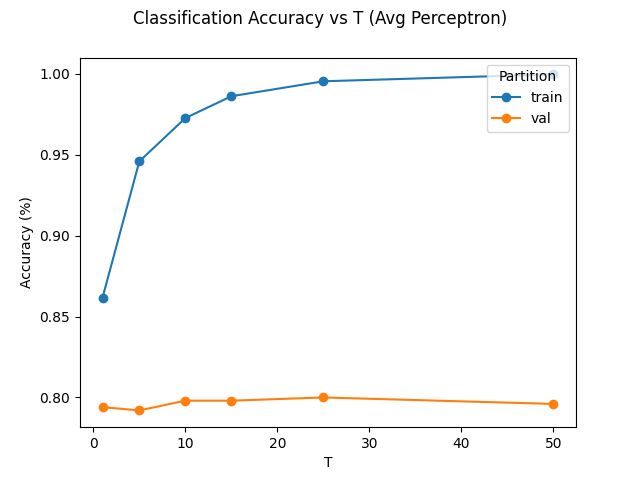 Classification Accuracy vs T (Avg Perceptron)
1.00
0.95
0.90
0.85
0.80
Accuracy (%)
Partition
train
val
0 10 20 30 40 50
T